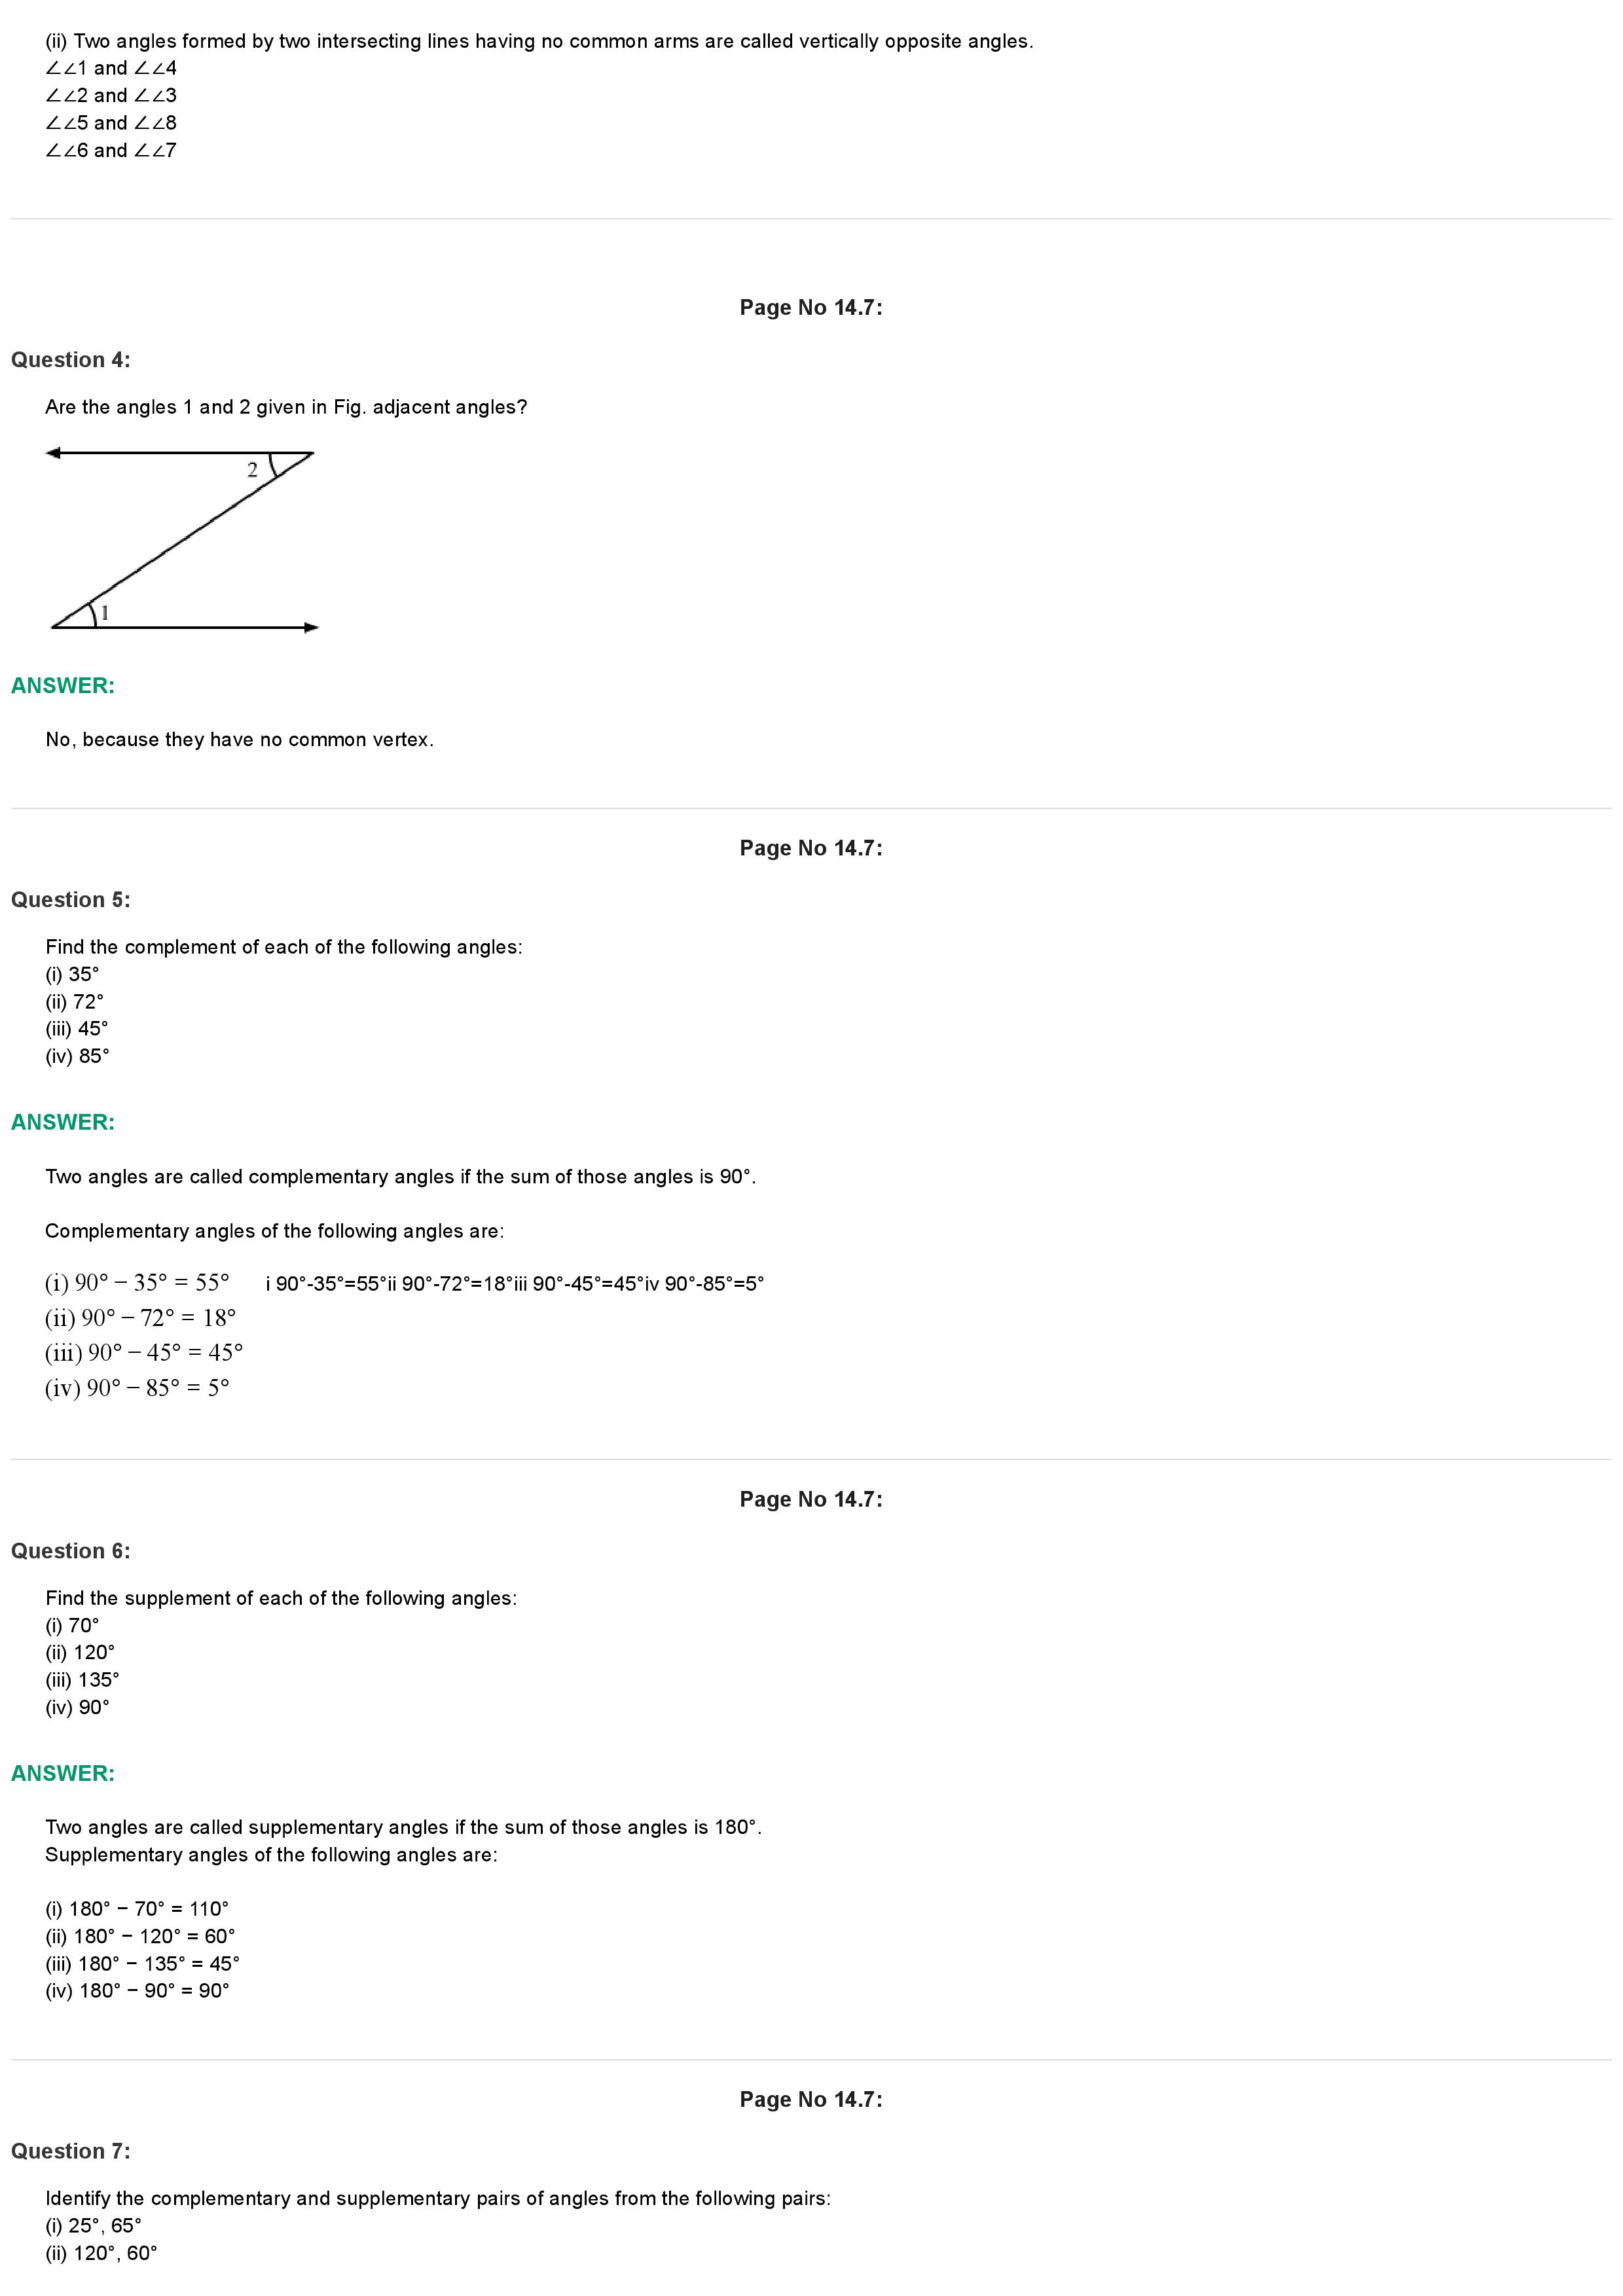 (ii) Two angles formed by two intersecting lines having no common arms are called vertically opposite angles.
∠∠1 and ∠∠4
∠∠2 and ∠∠3
∠∠5 and ∠∠8
∠∠6 and ∠∠7
Page No 14.7:
Question 4:
Are the angles 1 and 2 given in Fig. adjacent angles?
2
1
ANSWER:
No, because they have no common vertex.
Page No 14.7:
Question 5:
Find the complement of each of the following angles:
(i) 35°
(ii) 72°
(iii) 45°
(iv) 85°
ANSWER:
Two angles are called complementary angles if the sum of those angles is 90°.
Complementary angles of the following angles are:
(i) 90° − 35° = 55° i 90°-35°=55°ii 90°-72°=18°iii 90°-45°=45°iv 90°-85°=5°
(ii) 90° − 72° = 18°
(iii) 90° − 45° = 45°
(iv) 90° − 85° = 5°
Page No 14.7:
Question 6:
Find the supplement of each of the following angles:
(i) 70°
(ii) 120°
(iii) 135°
(iv) 90°
ANSWER:
Two angles are called supplementary angles if the sum of those angles is 180°.
Supplementary angles of the following angles are:
(i) 180° − 70° = 110°
(ii) 180° − 120° = 60°
(iii) 180° − 135° = 45°
(iv) 180° − 90° = 90°
Page No 14.7:
Question 7:
Identify the complementary and supplementary pairs of angles from the following pairs:
(i) 25°, 65°
(ii) 120°, 60°